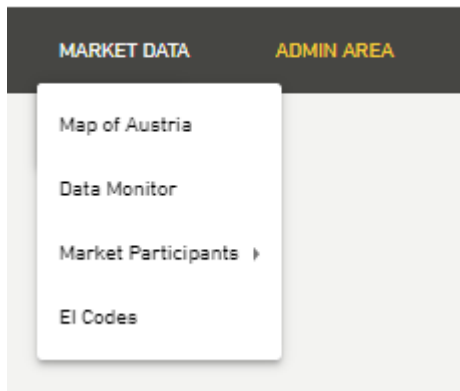 MARKET DATA ADMIN AREA
Map of Austria
Data Monitor
Market Participants
EI Codes